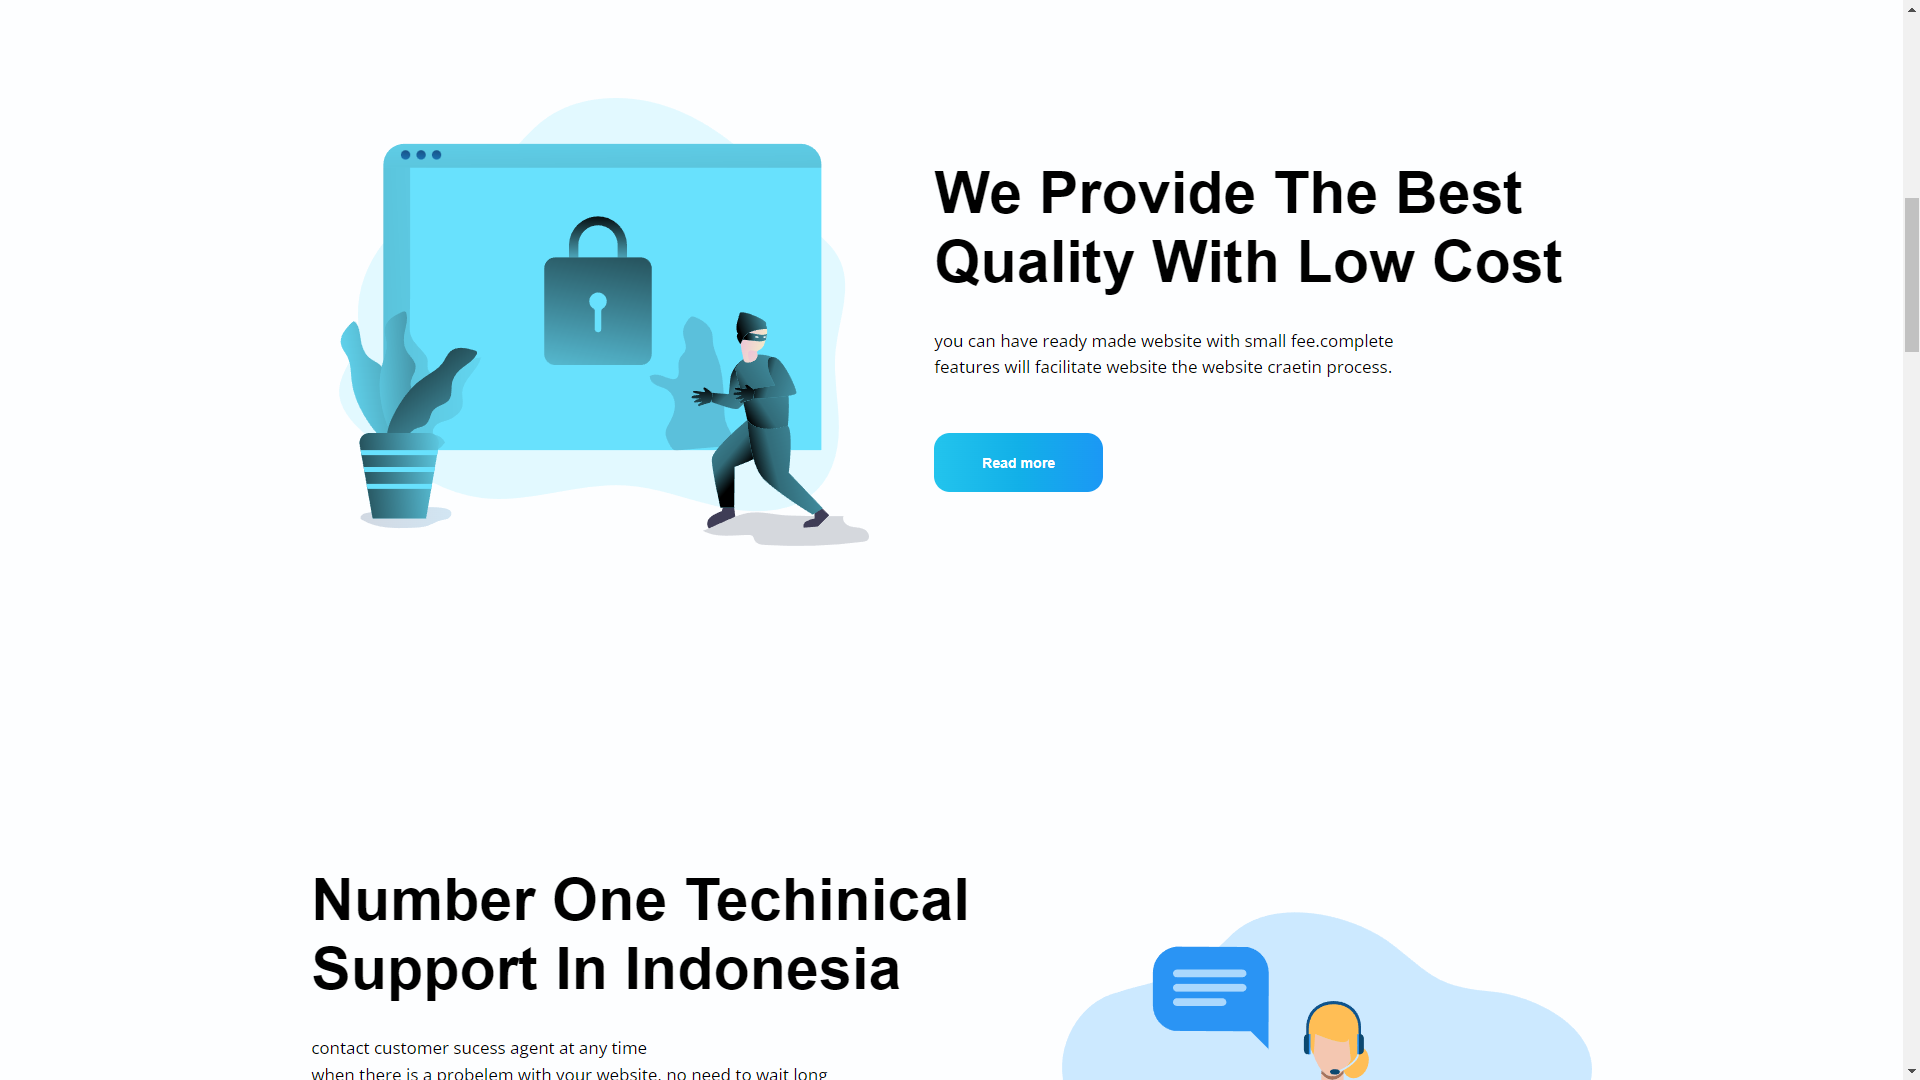 We Provide The Best
Quality With Low Cost
you can have ready made website with small fee.complete
features will facilitate website the website craetin process.
Read more
Number One Techinical
Support In Indonesia
contact customer sucess agent at any time
when there is a probelem with your website, no need to wait long